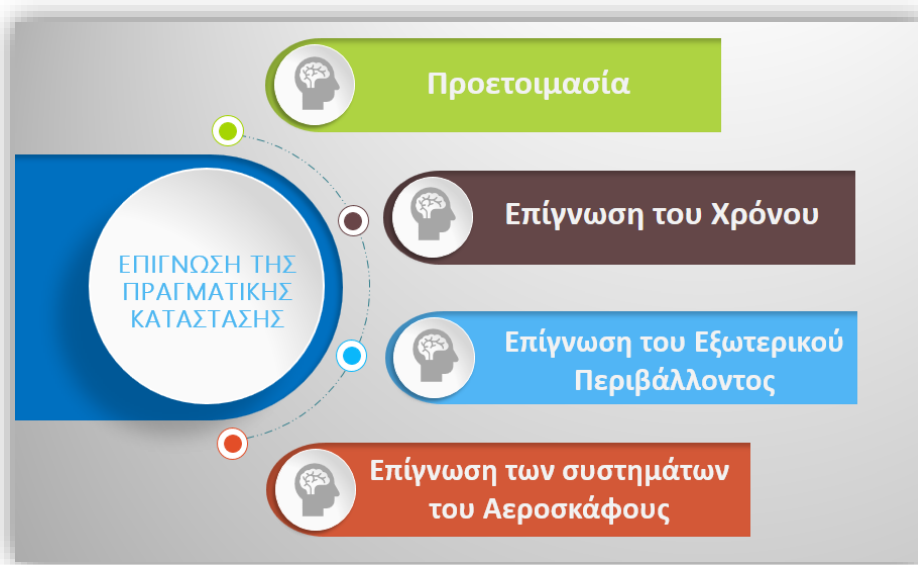 Προετοιμασία
Επίγνωση του Χρόνου
ΕΠΙΓΝΩΣΗ ΤΗΣ
ΠΡΑΓΜΑΤΙΚΗΣ
ΚΑΤΑΣΤΑΣΗΣ
Επίγνωση του Εξωτερικού
Περιβάλλοντος
Επίγνωση των συστημάτων
του Αεροσκάφους